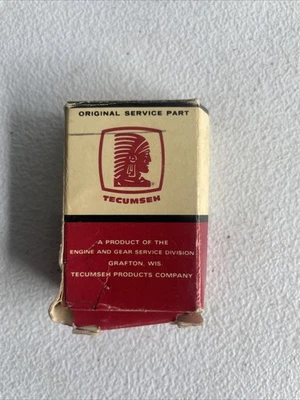 ORIGINAL SERVICE PART
TECUMSEH
A PRODUCT OF THE
ENGINE AND GEAR SERVICE DIVISION
GRAFTON, WIS.
TECUMSEH PRODUCTS COMPANY